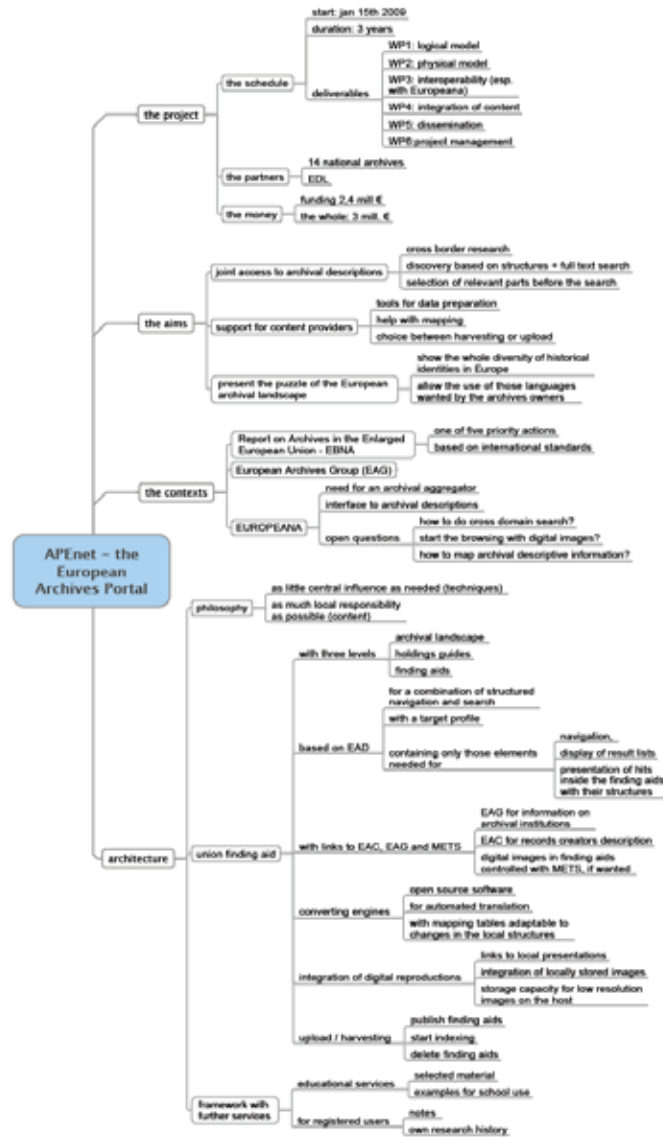 APEnet – the
European
Archives Portal
the project
the schedule
start: jan 15th 2009
duration: 3 years
deliverables
WP1: logical model
WP2: physical model
WP3: interoperability (esp.
with Europeana)
WP4: integration of content
WP5: dissemination
WP6:project management
the partners
14 national archives
EDL
the money
funding 2,4 mill €
the whole: 3 mill. €
the aims
joint access to archival descriptions
cross border research
discovery based on structures + full text search
selection of relevant parts before the search
support for content providers
tools for data preparation
help with mapping
choice between harvesting or upload
present the puzzle of the European
archival landscape
show the whole diversity of historical
identities in Europe
allow the use of those languages
wanted by the archives owners
the contexts
Report on Archives in the Enlarged
European Union - EBNA
one of five priority actions
based on international standards
European Archives Group (EAG)
EUROPEANA
need for an archival aggregator
interface to archival descriptions
open questions
how to do cross domain search?
start the browsing with digital images?
how to map archival descriptive information?
architecture
philosophy
as little central influence as needed (techniques)
as much local responsibility
as possible (content)
union finding aid
with three levels
archival landscape
holdings guides
finding aids
based on EAD
for a combination of structured
navigation and search
with a target profile
containing only those elements
needed for
navigation,
display of result lists
presentation of hits
inside the finding aids
with their structures
with links to EAC, EAG and METS
EAG for information on
archival institutions
EAC for records creators description
digital images in finding aids
controlled with METS, if wanted
converting engines
open source software
for automated translation
with mapping tables adaptable to
changes in the local structures
integration of digital reproductions
links to local presentations
integration of locally stored images
storage capacity for low resolution
images on the host
upload / harvesting
publish finding aids
start indexing
delete finding aids
framework with
further services
educational services
selected material
examples for school use
for registered users
notes
own research history